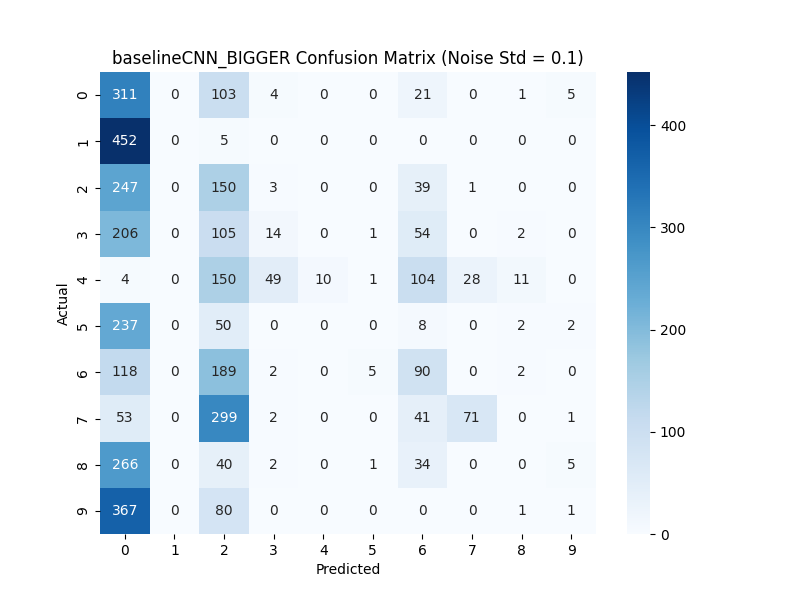 baselineCNN_BIGGER Confusion Matrix (Noise Std = 0.1)
0 311 0 103 4 0 0 21 0 1 5
1 452 0 5 0 0 0 0 0 0 0
2 247 0 150 3 0 0 39 1 0 0
3 206 0 105 14 0 1 54 0 2 0
4 4 0 150 49 10 1 104 28 11 0
5 237 0 50 0 0 0 8 0 2 2
6 118 0 189 2 0 5 90 0 2 0
7 53 0 299 2 0 0 41 71 0 1
8 266 0 40 2 0 1 34 0 0 5
9 367 0 80 0 0 0 0 0 1 1
0 1 2 3 4 5 6 7 8 9
Predicted
Actual
400
300
200
100
0